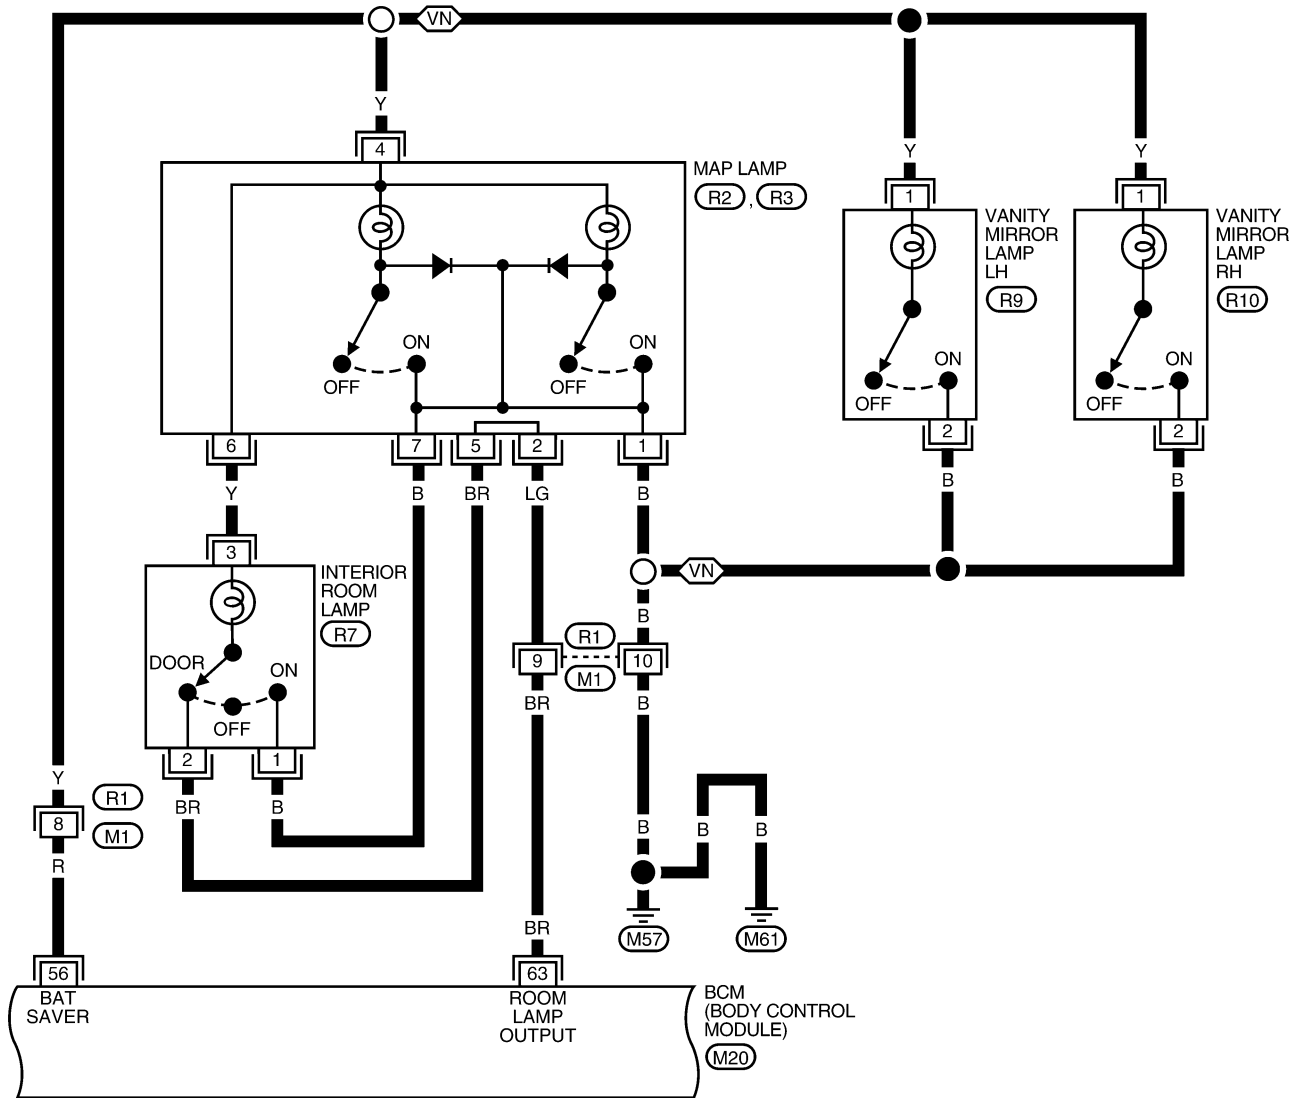 VN
Y
4
MAP LAMP
R2 , R3
Y
Y
1
1
VANITY
MIRROR
LAMP
LH
R9
VANITY
MIRROR
LAMP
RH
R10
ON
ON
OFF
OFF
ON
ON
OFF
OFF
6
7
5
2
1
2
2
Y
B
BR
LG
B
B
B
3
INTERIOR
ROOM
LAMP
R7
VN
B
DOOR
ON
OFF
R1
9
10
M1
BR
B
2
1
Y
R1
BR
B
8
M1
B
B
B
R
BR
M57
M61
56
63
BAT
SAVER
ROOM
LAMP
OUTPUT
BCM
(BODY CONTROL
MODULE)
M20